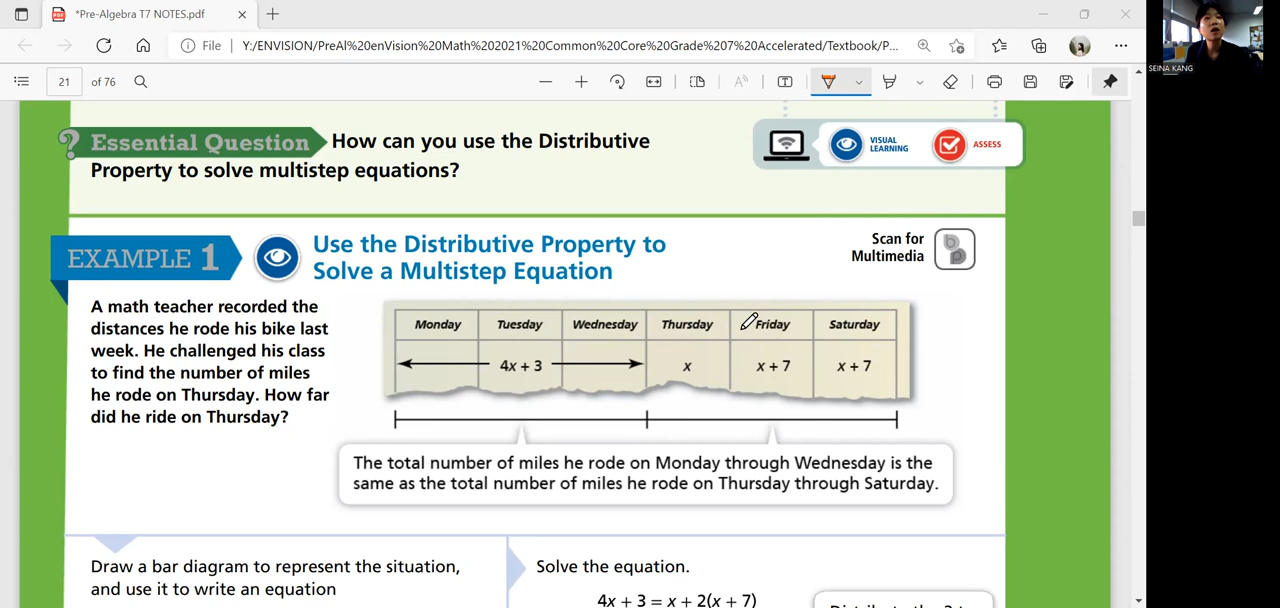 *Pre-Algebra T7 NOTES.pdf
File
Y:/ENVISION/PreAl%20enVision%20Math%202021%20Common%20Core%20Grade%207%20Accelerated/Textbook/P...
21
of 76
SEINA KANG
? Essential Question How can you use the Distributive
Property to solve multistep equations?
VISUAL
LEARNING
ASSESS
EXAMPLE 1
Use the Distributive Property to
Solve a Multistep Equation
Scan for
Multimedia
A math teacher recorded the
distances he rode his bike last
week. He challenged his class
to find the number of miles
he rode on Thursday. How far
did he ride on Thursday?
Monday Tuesday Wednesday Thursday Friday Saturday
4x + 3 x x + 7 x + 7
The total number of miles he rode on Monday through Wednesday is the
same as the total number of miles he rode on Thursday through Saturday.
Draw a bar diagram to represent the situation,
and use it to write an equation
Solve the equation.
4x + 3 = x + 2(x + 7)
Distribute the 2 to